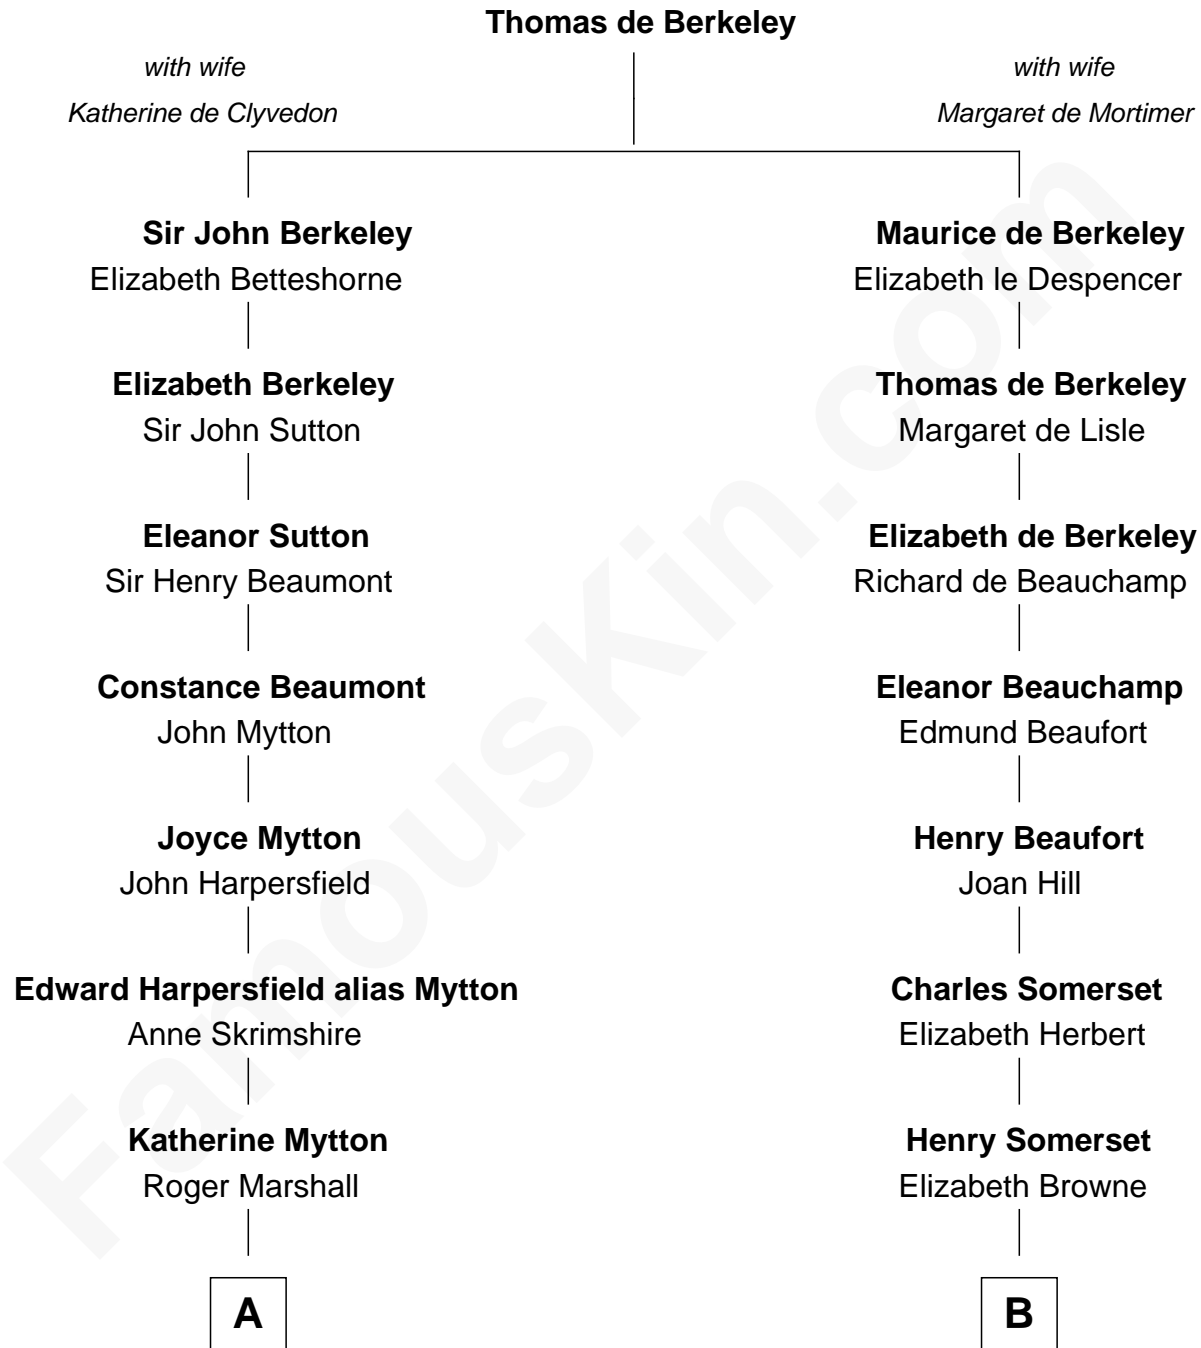 Thomas de Berkeley
with wife
Katherine de Clyvedon
with wife
Margaret de Mortimer
Sir John Berkeley
Elizabeth Betteshorne
Maurice de Berkeley
Elizabeth le Despencer
Elizabeth Berkeley
Sir John Sutton
Thomas de Berkeley
Margaret de Lisle
Eleanor Sutton
Sir Henry Beaumont
Elizabeth de Berkeley
Richard de Beauchamp
Constance Beaumont
John Mytton
Eleanor Beauchamp
Edmund Beaufort
Joyce Mytton
John Harpersfield
Henry Beaufort
Joan Hill
Edward Harpersfield alias Mytton
Anne Skrimshire
Charles Somerset
Elizabeth Herbert
Katherine Mytton
Roger Marshall
Henry Somerset
Elizabeth Browne
A
B
FamousKin.com